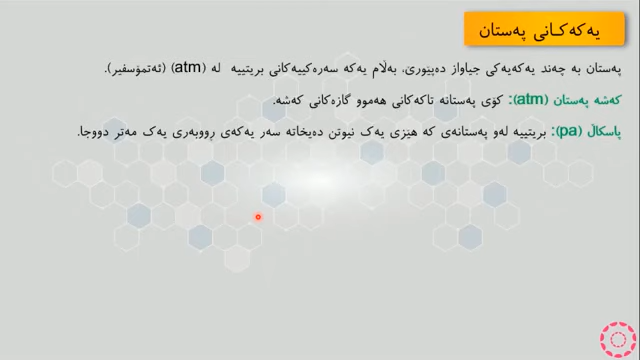 یەکەکـانی پەستان
پەستان بە چەند یەکەیەکی جیاواز دەپێورێ، بەڵام یەکە سەرەکییەکانی بریتییە لە (atm) (ئەتمۆسفیر).
کەشە پەستان (atm): کۆی پەستانە تاکەکانی هەموو گازەکانی کەشە.
پاسکاڵ (pa): بریتییە لەو پەستانەی کە هێزی یەک نیوتن دەیخاتە سەر یەکەی ڕووبەری یەک مەتر دووجا.